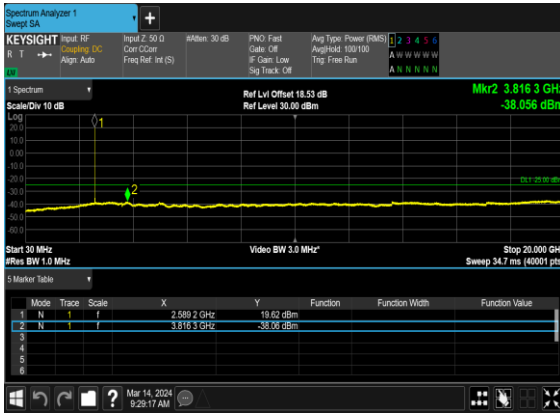 Spectrum Analyzer 1
Swept SA
+
KEYSIGHT
R T
LXI
Input: RF
Coupling: DC
Align: Auto
Input Z: 50 Ω
Corr CCorr
Freq Ref: Int (S)
#Atten: 30 dB
PNO: Fast
Gate: Off
IF Gain: Low
Sig Track: Off
Avg Type: Power (RMS)
Avg|Hold: 100/100
Trig: Free Run
1 2 3 4 5 6
A W W W W W
A N N N N N
1 Spectrum
Scale/Div 10 dB
Ref Lvl Offset 18.53 dB
Ref Level 30.00 dBm
Mkr2 3.816 3 GHz
-38.056 dBm
Log
20.0
10.0
0.00
-10.0
-20.0
-30.0
-40.0
-50.0
-60.0
1
2
DL1 -25.00 dBm
Start 30 MHz
#Res BW 1.0 MHz
Video BW 3.0 MHz*
Stop 20.000 GHz
Sweep 34.7 ms (40001 pts)
5 Marker Table
Mode Trace Scale X Y Function Function Width Function Value
1 N 1 f 2.589 2 GHz 19.62 dBm
2 N 1 f 3.816 3 GHz -38.06 dBm
3
4
5
6
?
Mar 14, 2024
9:29:17 AM